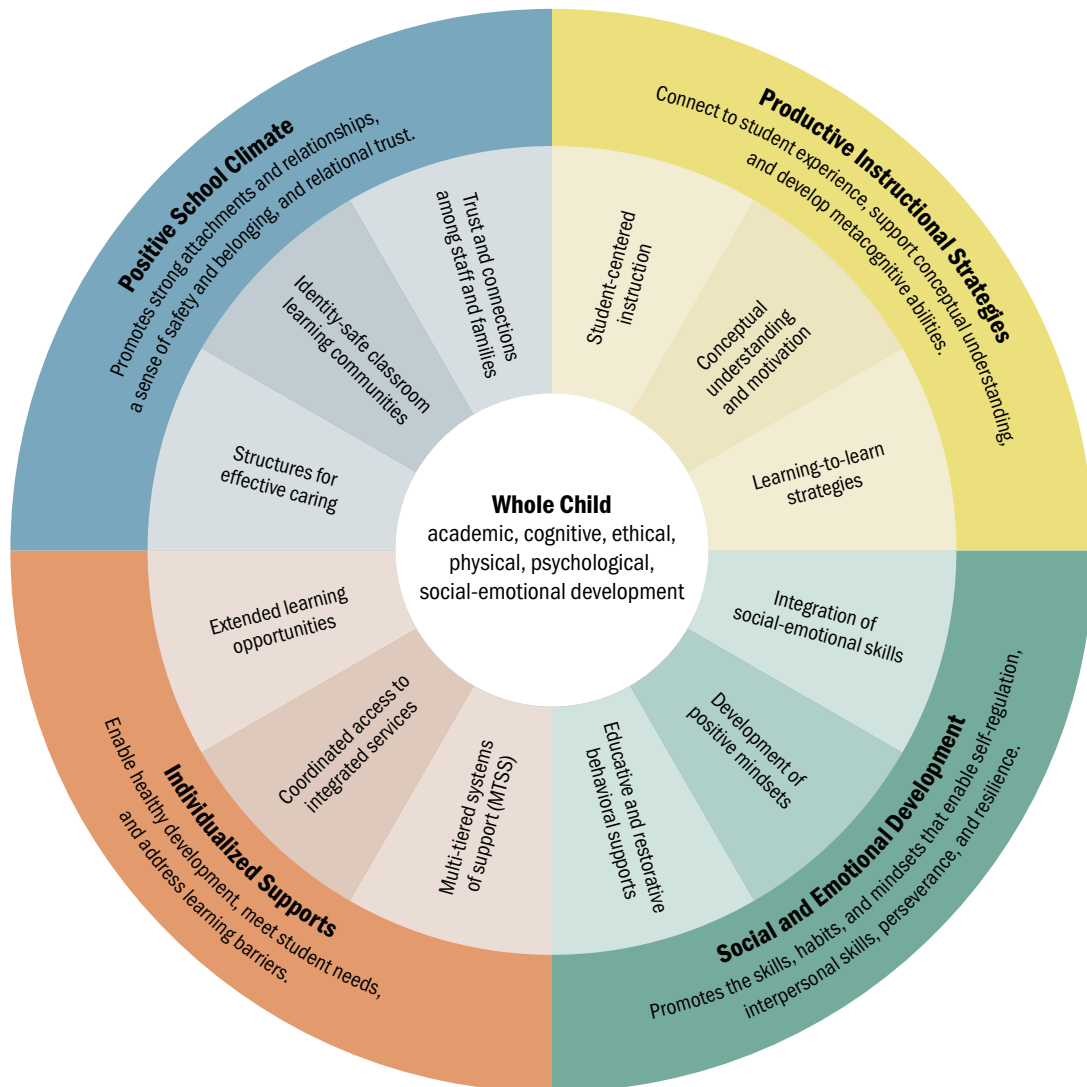 Positive School Climate
Promotes strong attachments and relationships,
a sense of safety and belonging, and relational trust.
Productive Instructional Strategies
Connect to student experience, support conceptual understanding,
and develop metacognitive abilities.
Trust and connections
among staff and families
Identity-safe classroom
learning communities
Structures for
effective caring
Student-centered
instruction
Conceptual
understanding
and motivation
Learning-to-learn
strategies
Whole Child
academic, cognitive, ethical,
physical, psychological,
social-emotional development
Extended learning
opportunities
Coordinated access to
integrated services
Multi-tiered systems
of support (MTSS)
Integration of
social-emotional skills
Development of
positive mindsets
Educative and restorative
behavioral supports
Individualized Supports
Enable healthy development, meet student needs,
and address learning barriers.
Social and Emotional Development
Promotes the skills, habits, and mindsets that enable self-regulation,
interpersonal skills, perseverance, and resilience.